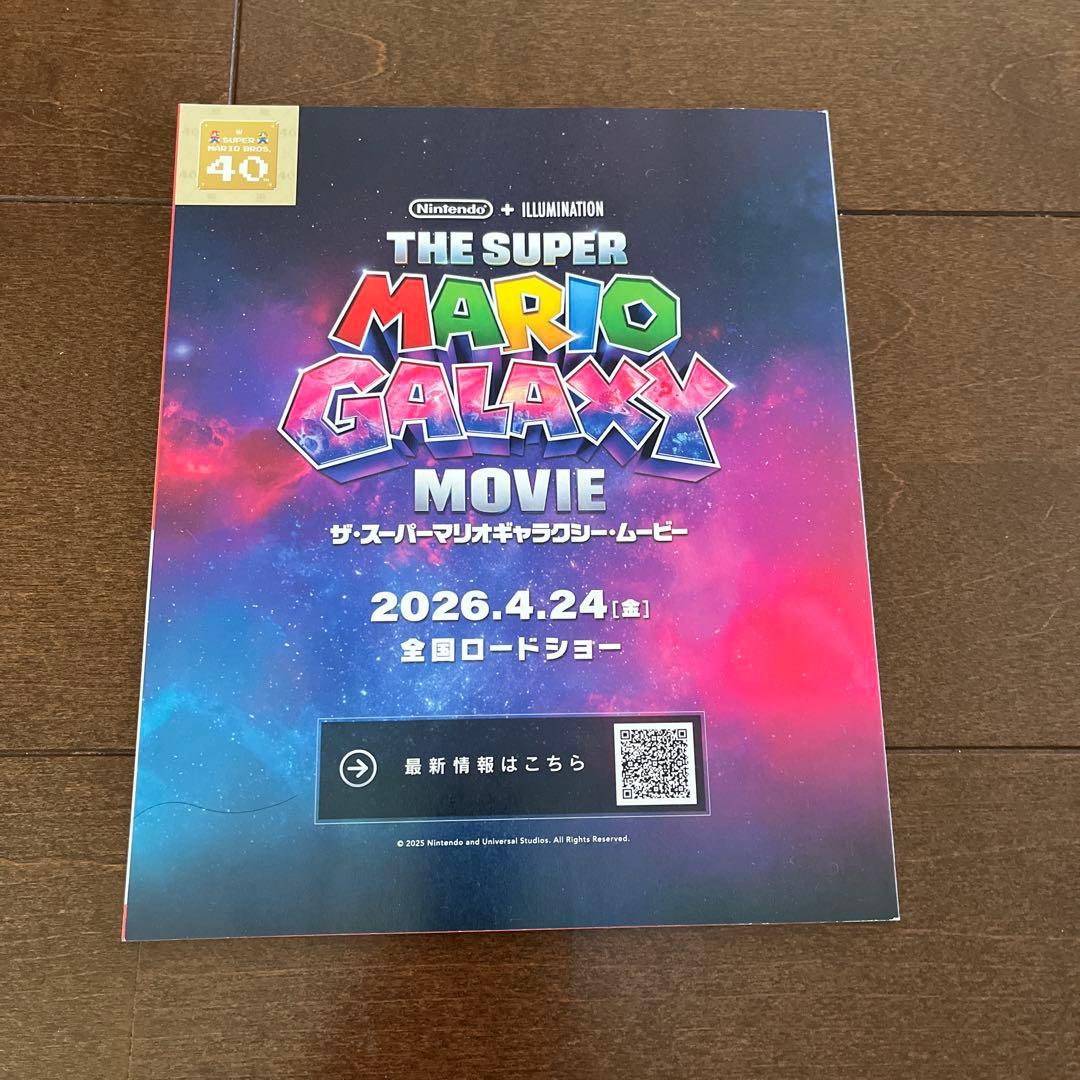 SUPER
MARIO BROS.
40TH
Nintendo + ILLUMINATION
THE SUPER
MARIO
GALAXY
MOVIE
ザ・スーパーマリオギャラクシー・ムービー
2026.4.24[金]
全国ロードショー
最新情報はこちら
© 2025 Nintendo and Universal Studios. All Rights Reserved.